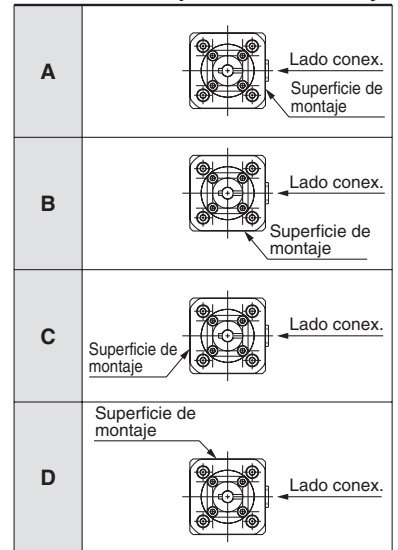 A
Lado conex.
Superficie de
montaje
B
Lado conex.
Superficie de
montaje
C
Lado conex.
Superficie de
montaje
Superficie de
montaje
D
Lado conex.